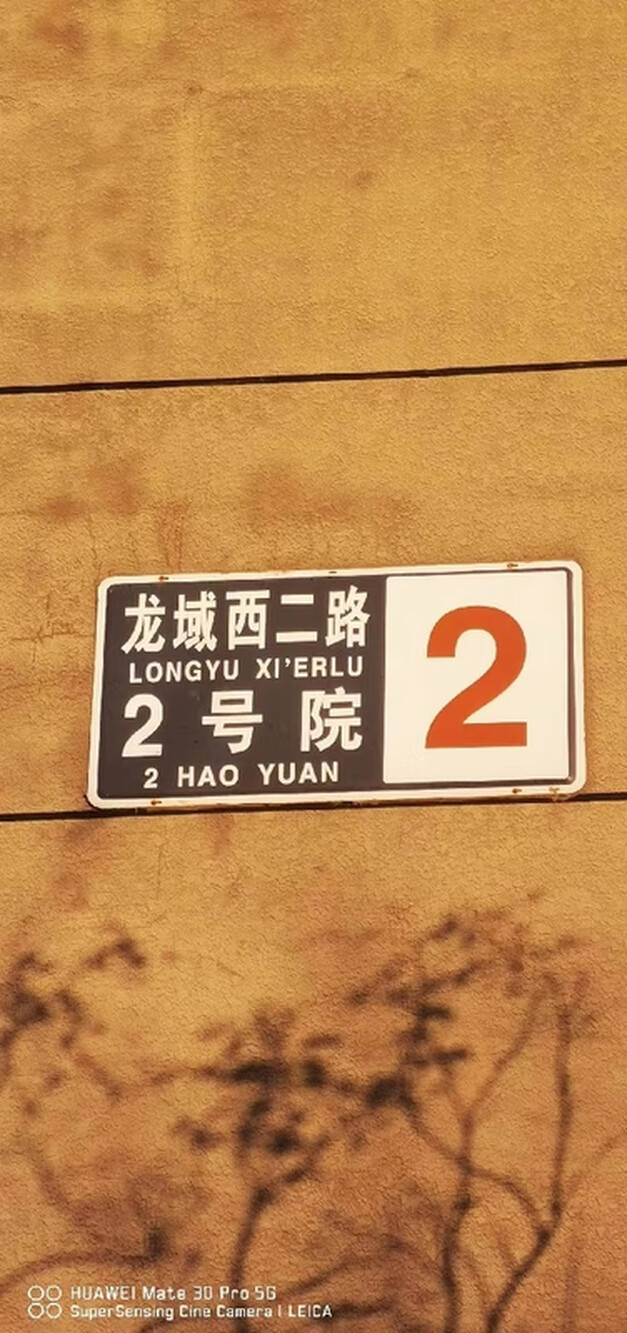 龙域西二路
LONGYU XI'ERLU
2 号 院
2 HAO YUAN
2
HUAWEI Mate 30 Pro 5G
SuperSensing Cine Camera | LEICA